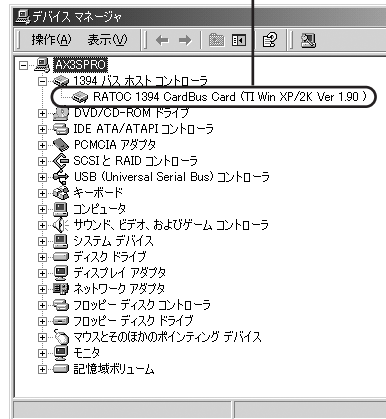 デバイス マネージャ
操作(A) 表示(V)
AX3SPRO
1394 バス ホスト コントローラ
RATOC 1394 CardBus Card (TI Win XP/2K Ver 1.90 )
DVD/CD-ROM ドライブ
IDE ATA/ATAPI コントローラ
PCMCIA アダプタ
SCSI と RAID コントローラ
USB (Universal Serial Bus) コントローラ
キーボード
コンピュータ
サウンド、ビデオ、およびゲーム コントローラ
システム デバイス
ディスク ドライブ
ディスプレイ アダプタ
ネットワーク アダプタ
フロッピー ディスク コントローラ
フロッピー ディスク ドライブ
マウスとそのほかのポインティング デバイス
モニタ
記憶域ボリューム